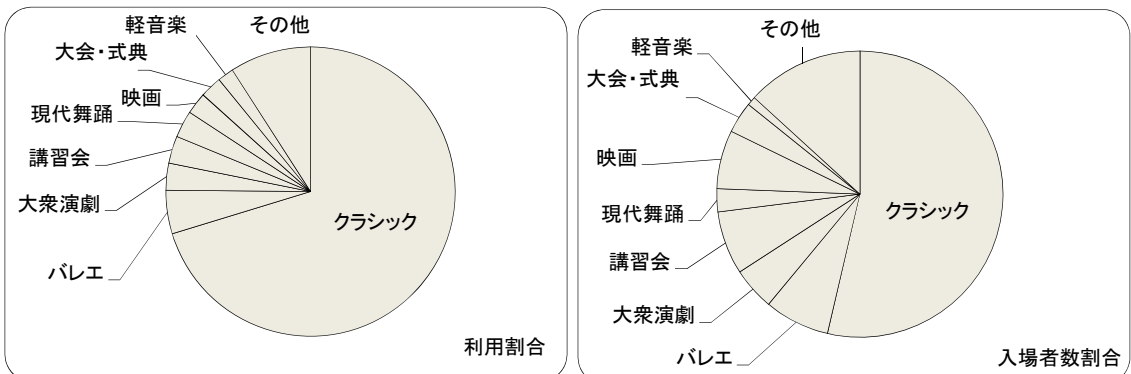 軽音楽
その他
大会・式典
映画
現代舞踊
講習会
大衆演劇
クラシック
バレエ
利用割合
その他
軽音楽
大会・式典
映画
現代舞踊
クラシック
講習会
大衆演劇
バレエ
入場者数割合